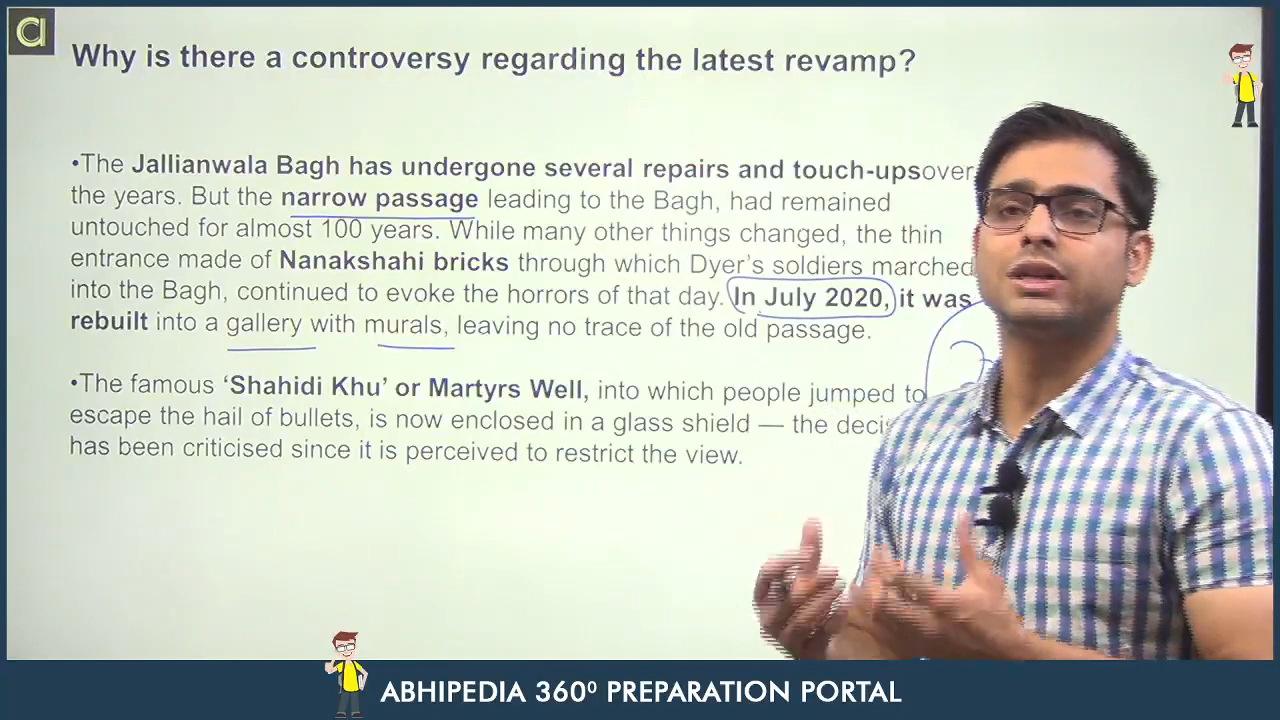 Why is there a controversy regarding the latest revamp?
•The Jallianwala Bagh has undergone several repairs and touch-upsover
the years. But the narrow passage leading to the Bagh, had remained
untouched for almost 100 years. While many other things changed, the thin
entrance made of Nanakshahi bricks through which Dyer's soldiers marched
into the Bagh, continued to evoke the horrors of that day. In July 2020, it was
rebuilt into a gallery with murals, leaving no trace of the old passage.
•The famous ‘Shahidi Khu’ or Martyrs Well, into which people jumped to
escape the hail of bullets, is now enclosed in a glass shield — the
has been criticised since it is perceived to restrict the view.
ABHIPEDIA 360⁰ PREPARATION PORTAL